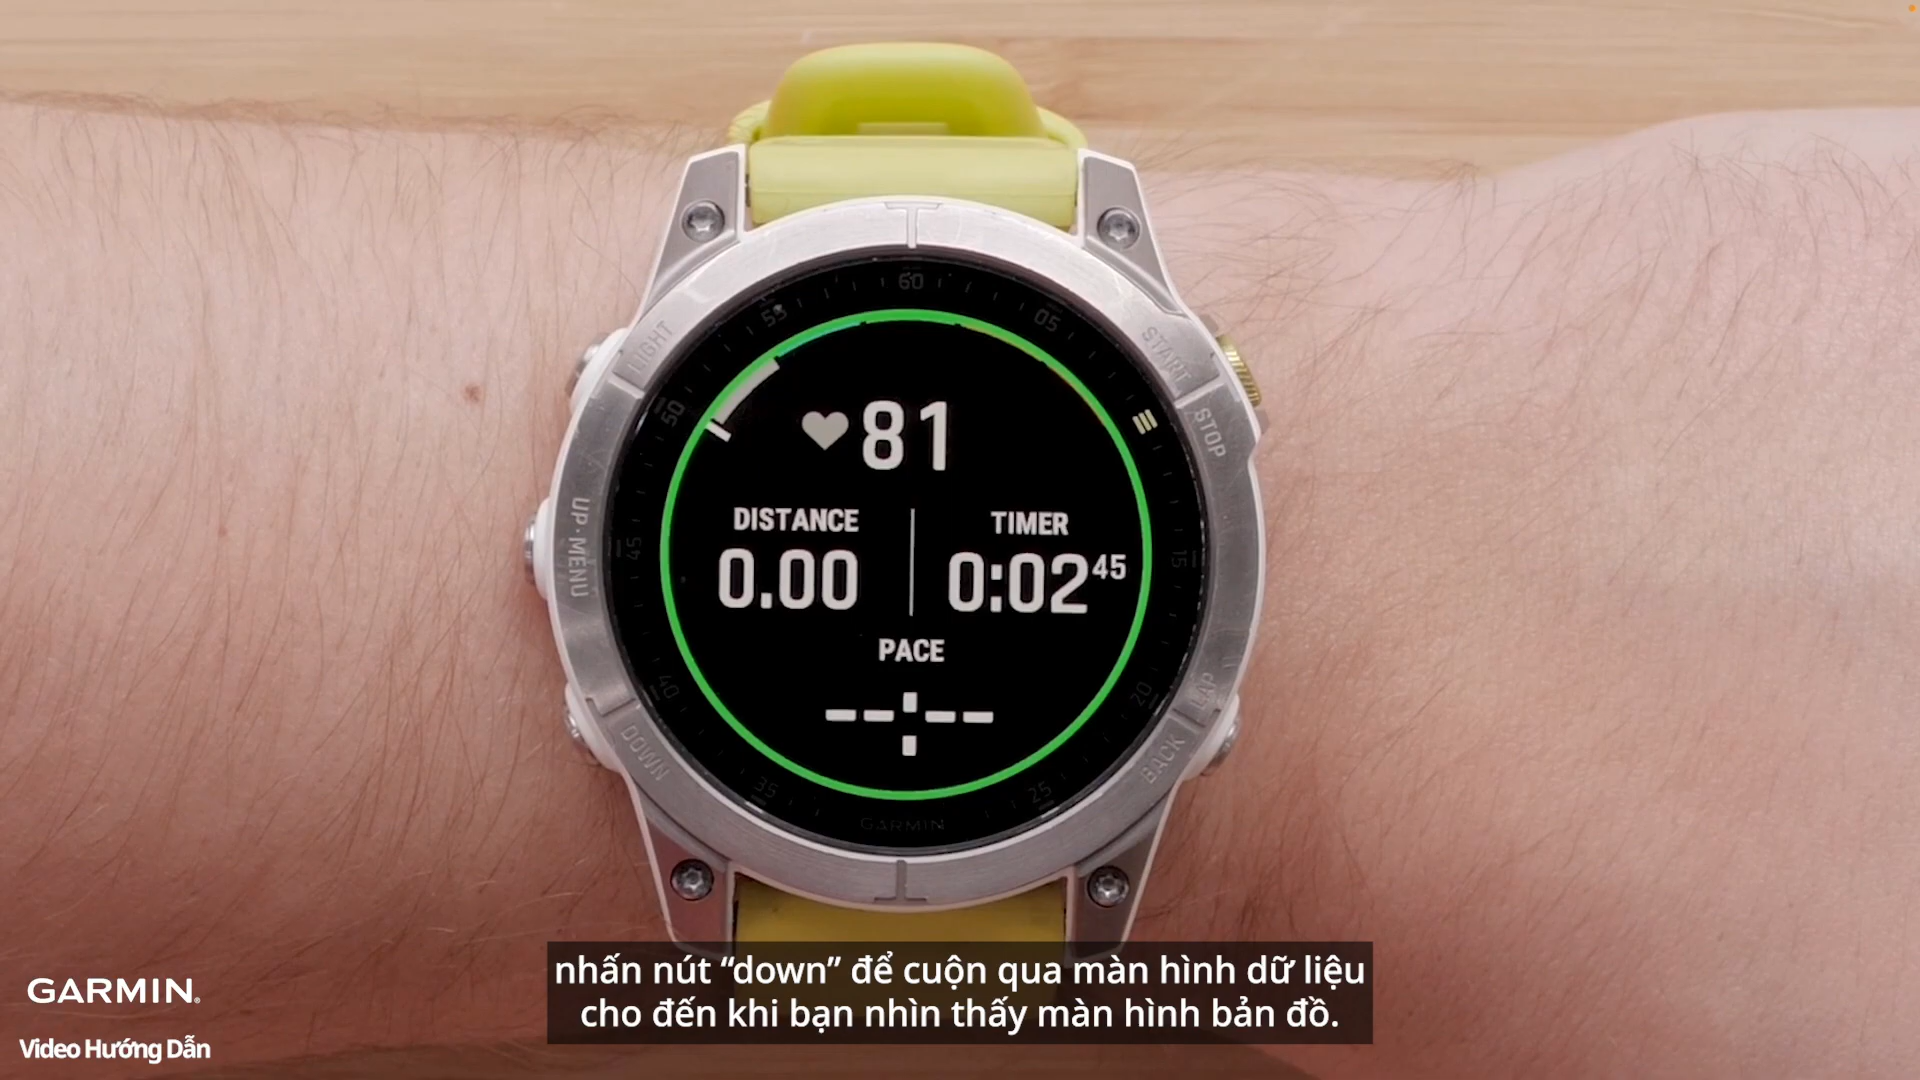 60
55
05
LIGHT
START
50
STOP
81
UP·MENU
45
DISTANCE
TIMER
15
0.00
0:02 45
PACE
--:--
40
20
LAP
DOWN
BACK
35
25
GARMIN
nhấn nút “down” để cuộn qua màn hình dữ liệu
cho đến khi bạn nhìn thấy màn hình bản đồ.
GARMIN.
Video Hướng Dẫn